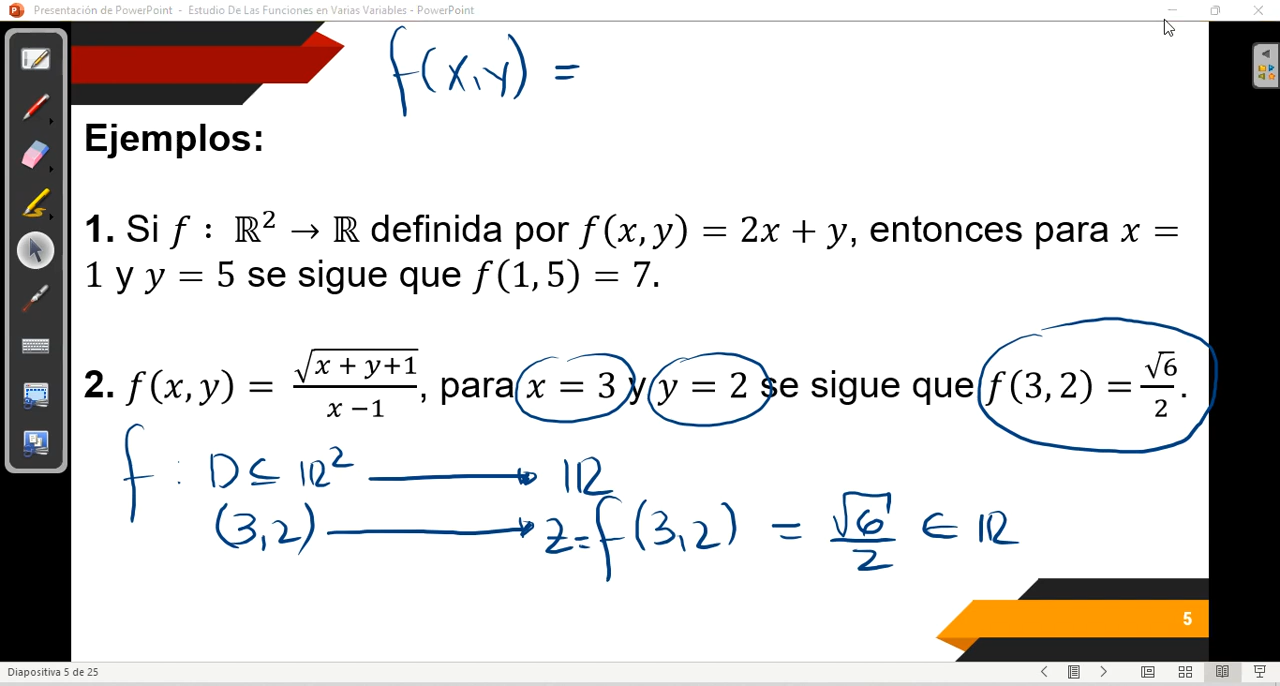 Presentación de PowerPoint - Estudio De Las Funciones en Varias Variables - PowerPoint
f(x,y) =
Ejemplos:
1. Si f : ℝ² → ℝ definida por f(x, y) = 2x + y, entonces para x =
1 y y = 5 se sigue que f(1, 5) = 7.
2. f(x, y) = √(x + y+1) / (x −1), para x = 3 y y = 2 se sigue que f(3, 2) = √6/2.
f : D ⊆ ℝ² → ℝ
(3,2) → z=f(3,2) = √6/2 ∈ ℝ
5
Diapositiva 5 de 25